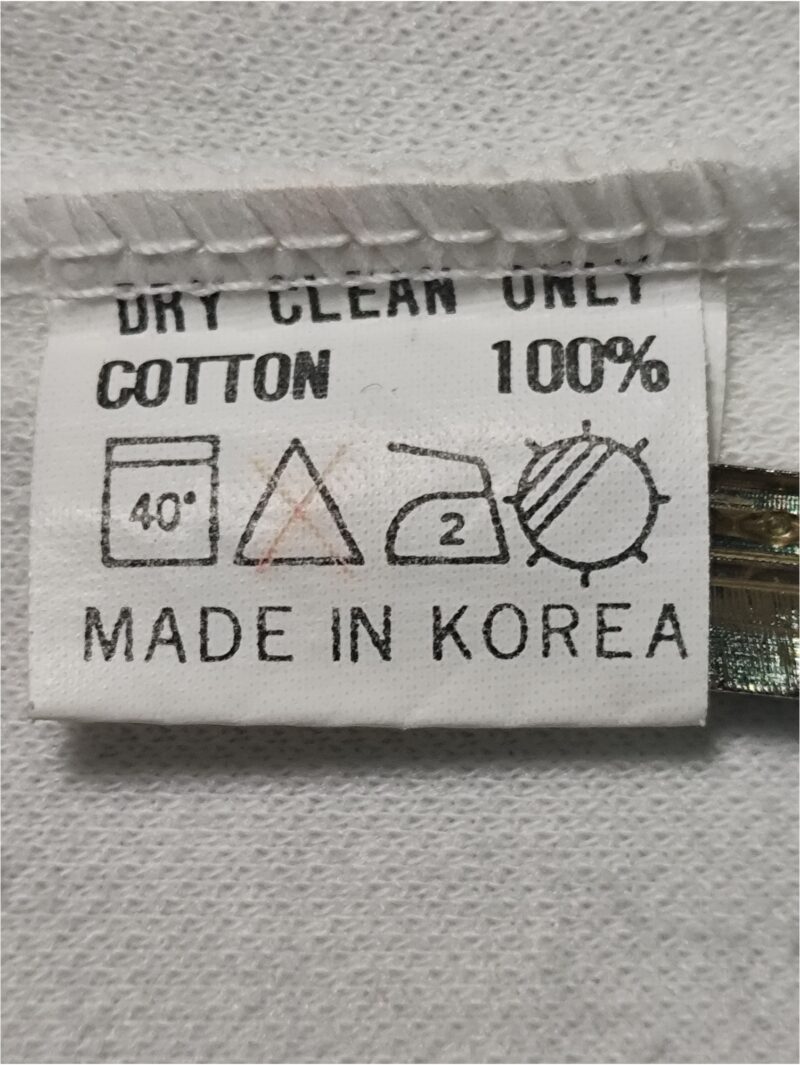 DRY CLEAN ONLY
COTTON 100%
40° 2
MADE IN KOREA